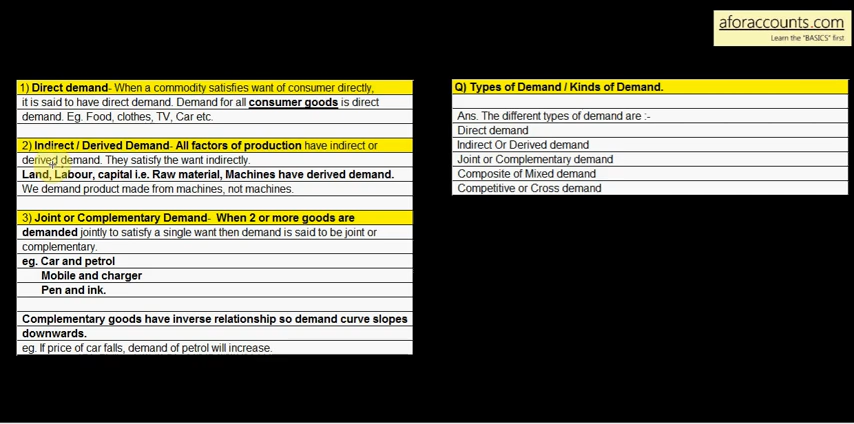 aforaccounts.com
Learn the "BASICS" first
1) Direct demand- When a commodity satisfies want of consumer directly,
it is said to have direct demand. Demand for all consumer goods is direct
demand. Eg. Food, clothes, TV, Car etc.
2) Indirect / Derived Demand- All factors of production have indirect or
derived demand. They satisfy the want indirectly.
Land, Labour, capital i.e. Raw material, Machines have derived demand.
We demand product made from machines, not machines.
3) Joint or Complementary Demand- When 2 or more goods are
demanded jointly to satisfy a single want then demand is said to be joint or
complementary.
eg. Car and petrol
Mobile and charger
Pen and ink.
Complementary goods have inverse relationship so demand curve slopes
downwards.
eg. If price of car falls, demand of petrol will increase.
Q) Types of Demand / Kinds of Demand.
Ans. The different types of demand are :-
Direct demand
Indirect Or Derived demand
Joint or Complementary demand
Composite of Mixed demand
Competitive or Cross demand